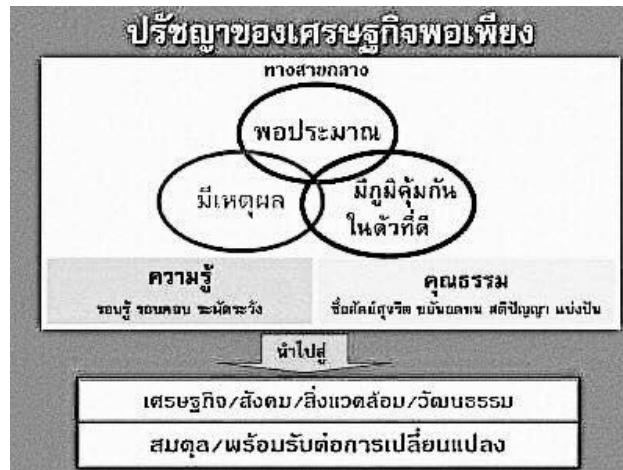 ปรัชญาของเศรษฐกิจพอเพียง
ทางสายกลาง
พอประมาณ
มีเหตุผล
มีภูมิคุ้มกัน
ในตัวที่ดี
ความรู้
รอบรู้ รอบคอบ ระมัดระวัง
คุณธรรม
ซื่อสัตย์สุจริต ขยันอดทน สติปัญญา แบ่งปัน
นำไปสู่
เศรษฐกิจ/สังคม/สิ่งแวดล้อม/วัฒนธรรม
สมดุล/พร้อมรับต่อการเปลี่ยนแปลง